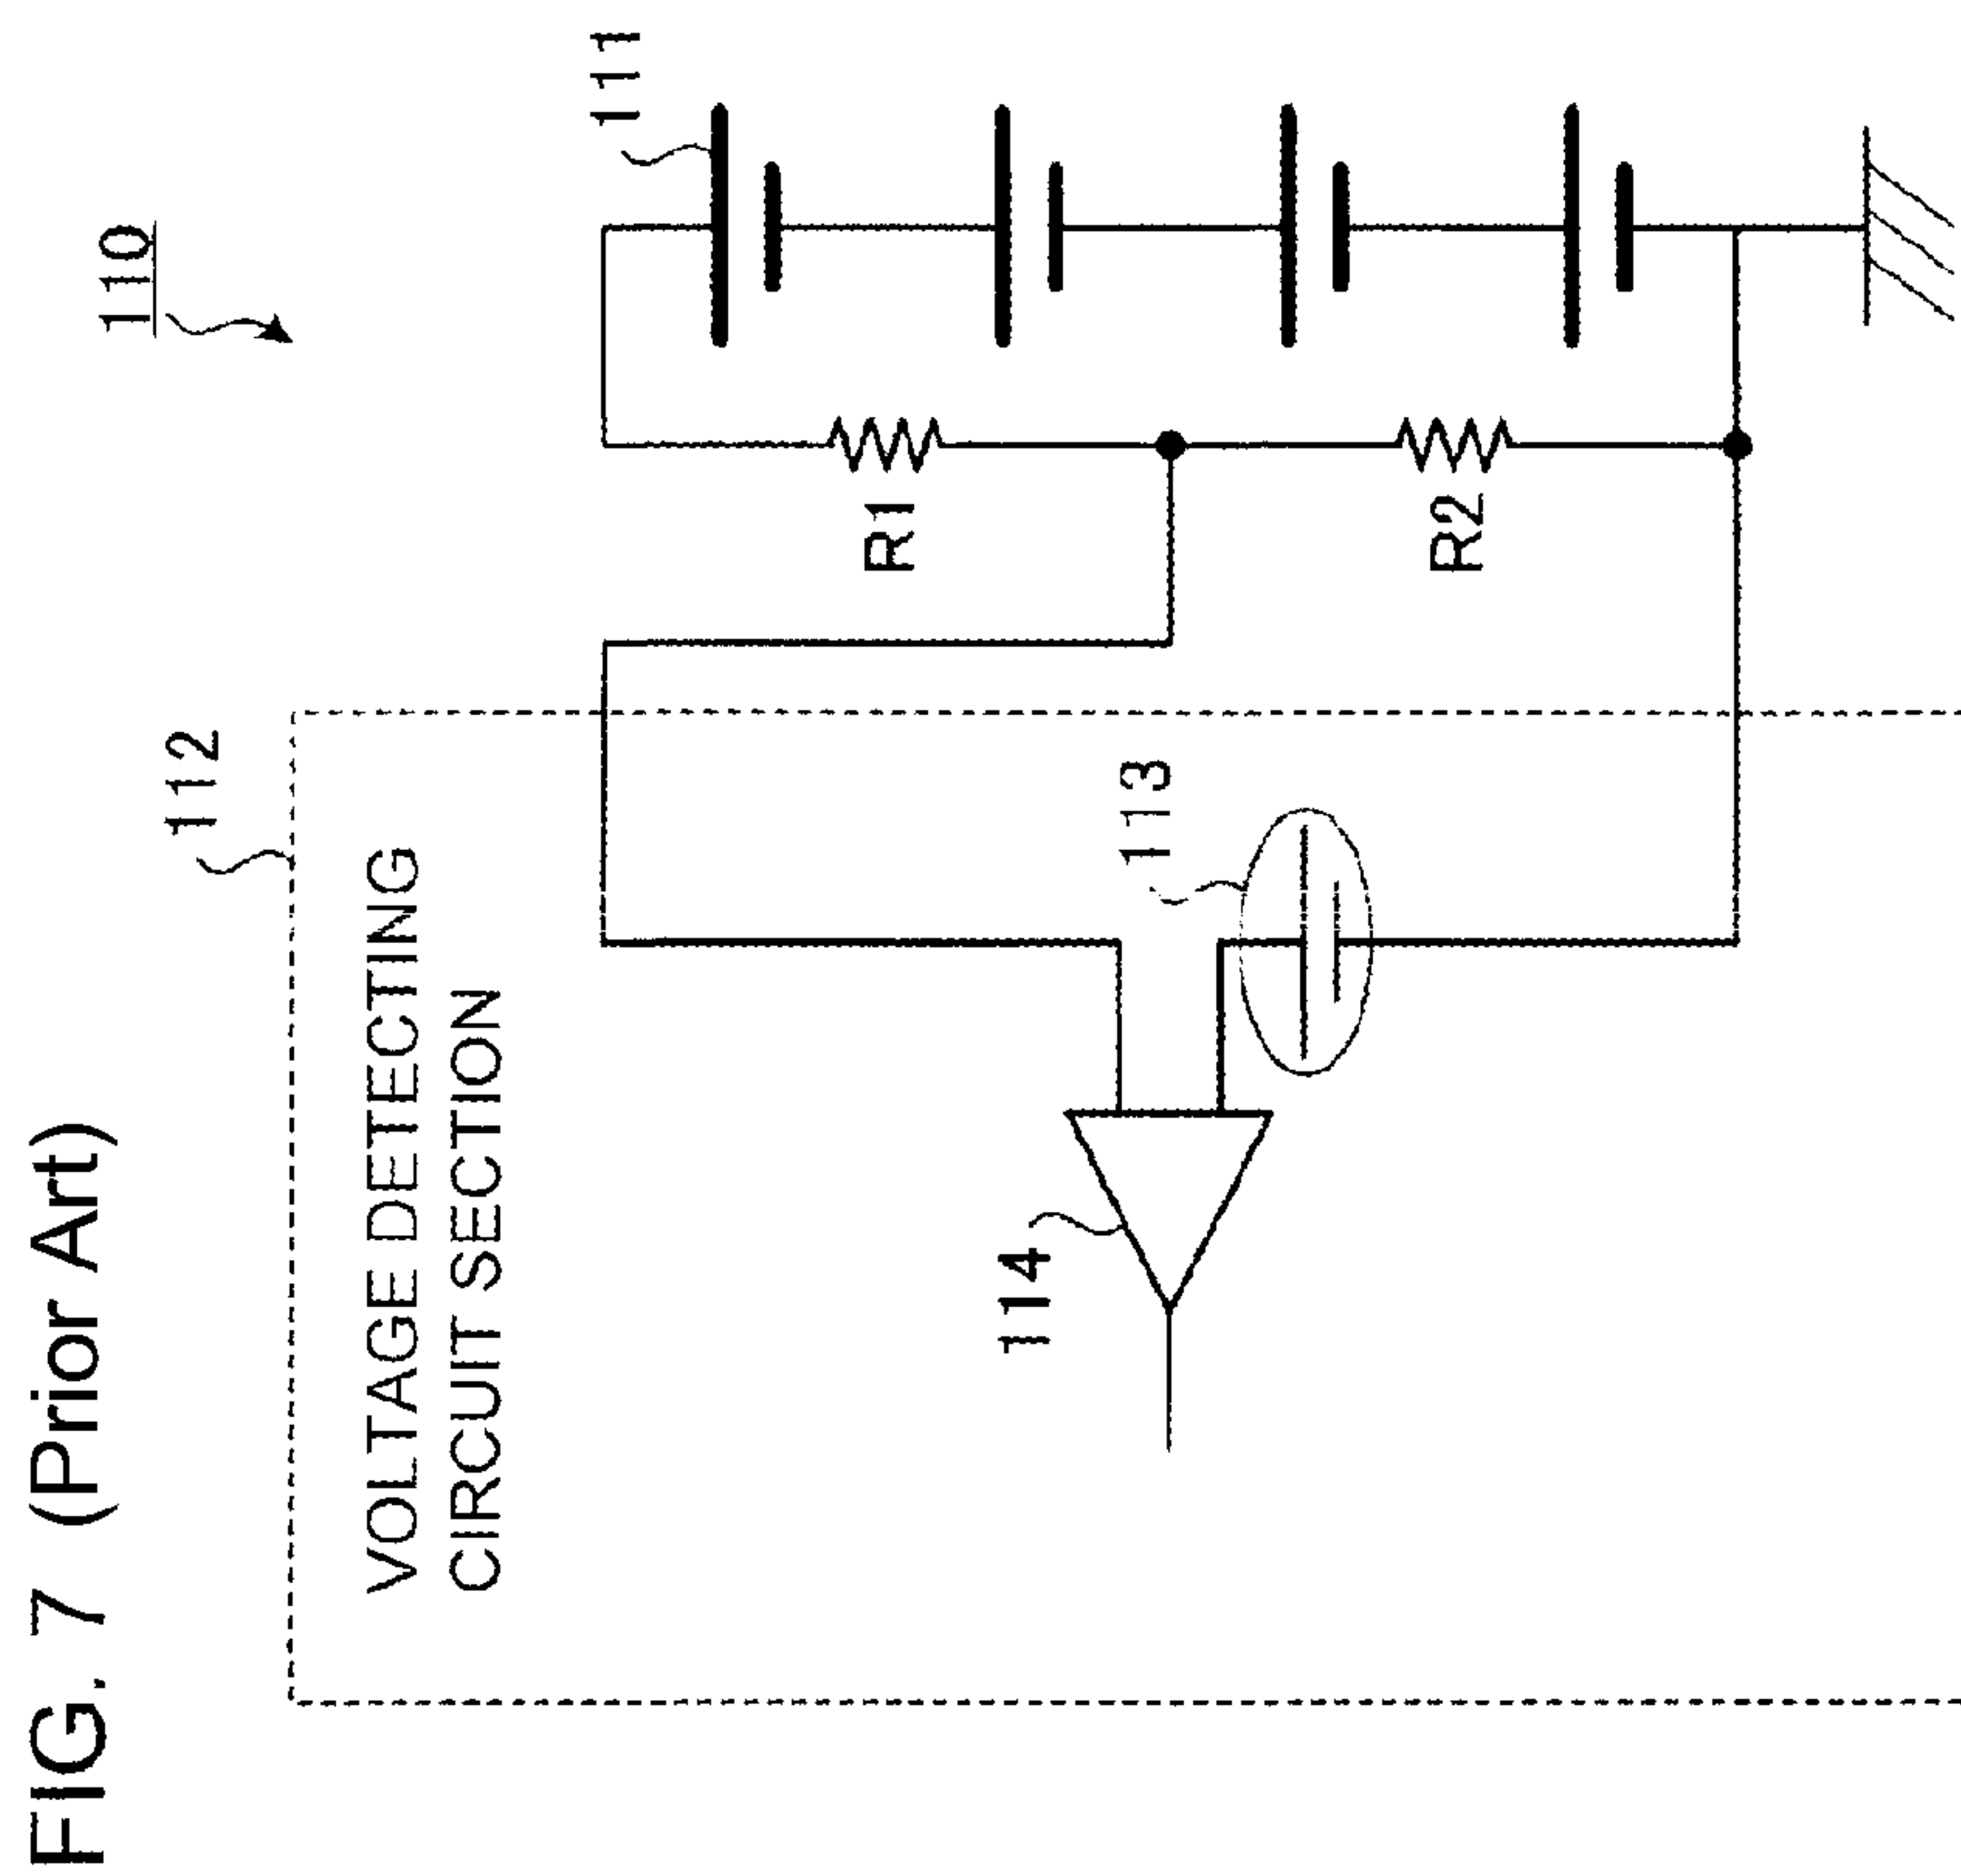 FIG. 7 (Prior Art)
110
112
111
VOLTAGE DETECTING
CIRCUIT SECTION
R1
114
113
R2